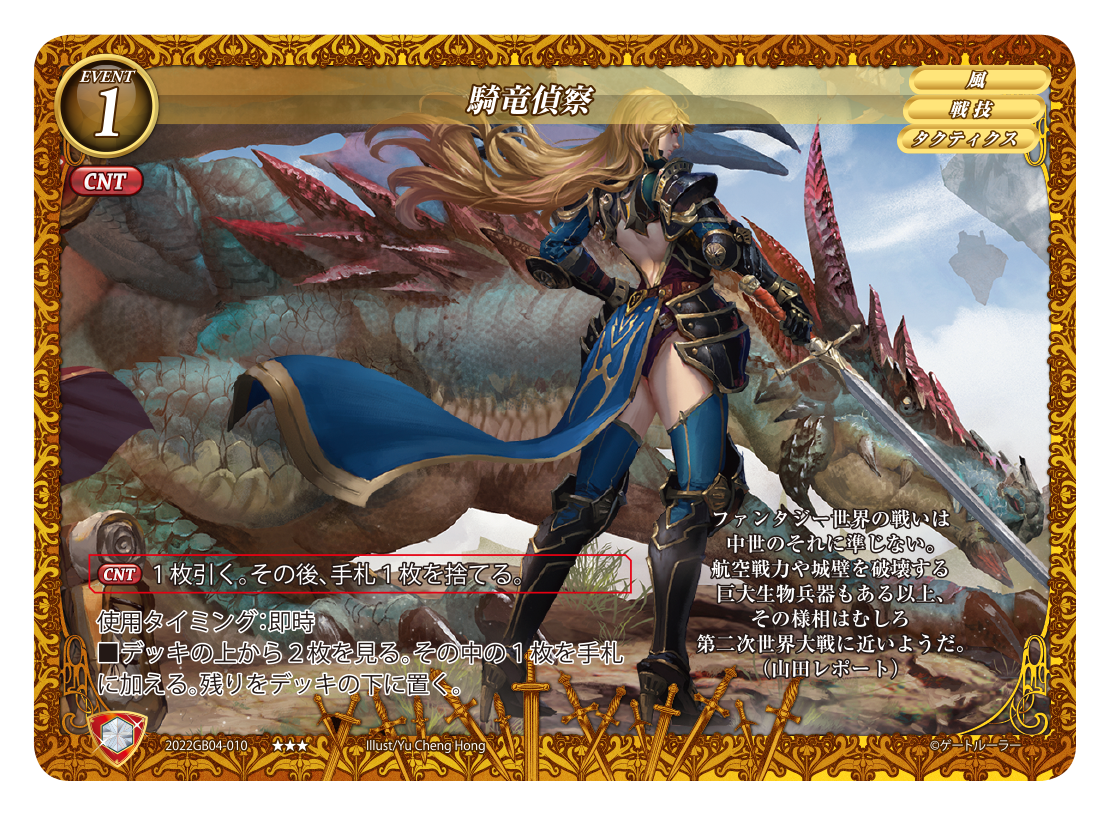 EVENT
1
騎竜偵察
風
戦技
タクティクス
CNT
CNT 1枚引く。その後、手札1枚を捨てる。
使用タイミング:即時
■デッキの上から2枚を見る。その中の1枚を手札
に加える。残りをデッキの下に置く。
ファンタジー世界の戦いは
中世のそれに準じない。
航空戦力や城壁を破壊する
巨大生物兵器もある以上、
その様相はむしろ
第二次世界大戦に近いようだ。
(山田レポート)
2022GB04-010 ★★★ Illust/Yu Cheng Hong ©ゲートルーラー